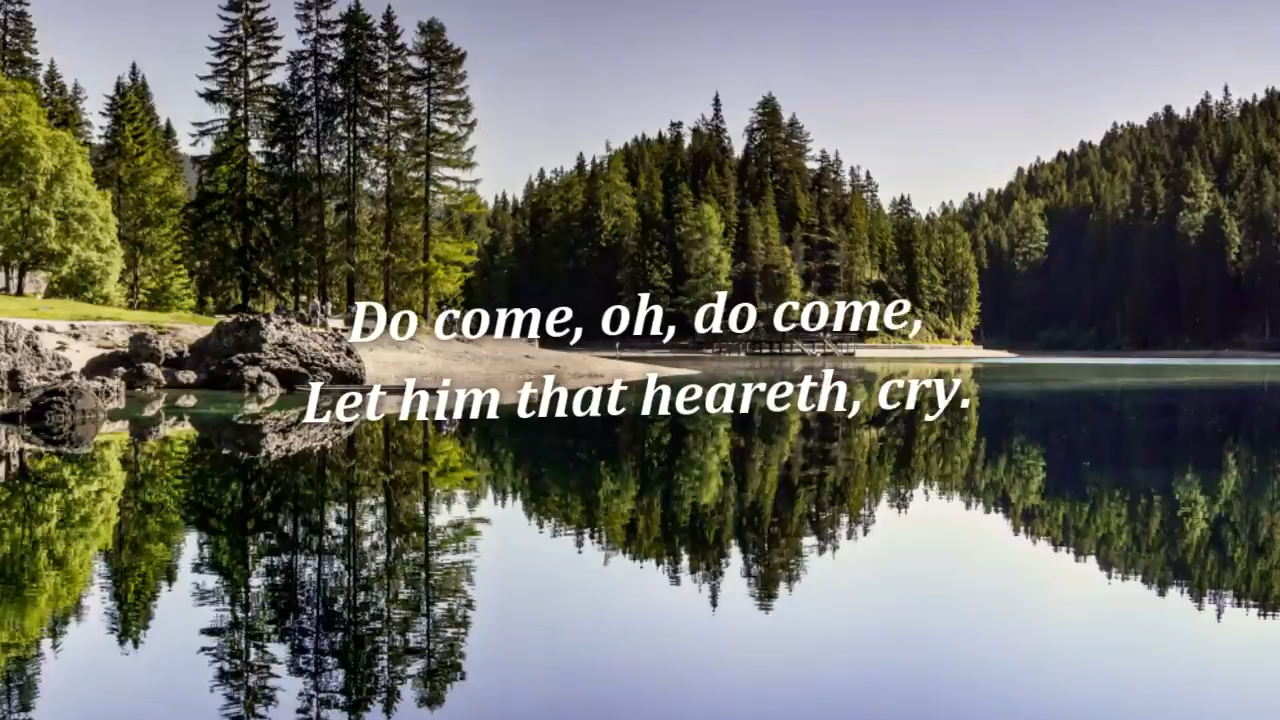 Do come, oh, do come,
Let him that heareth, cry.